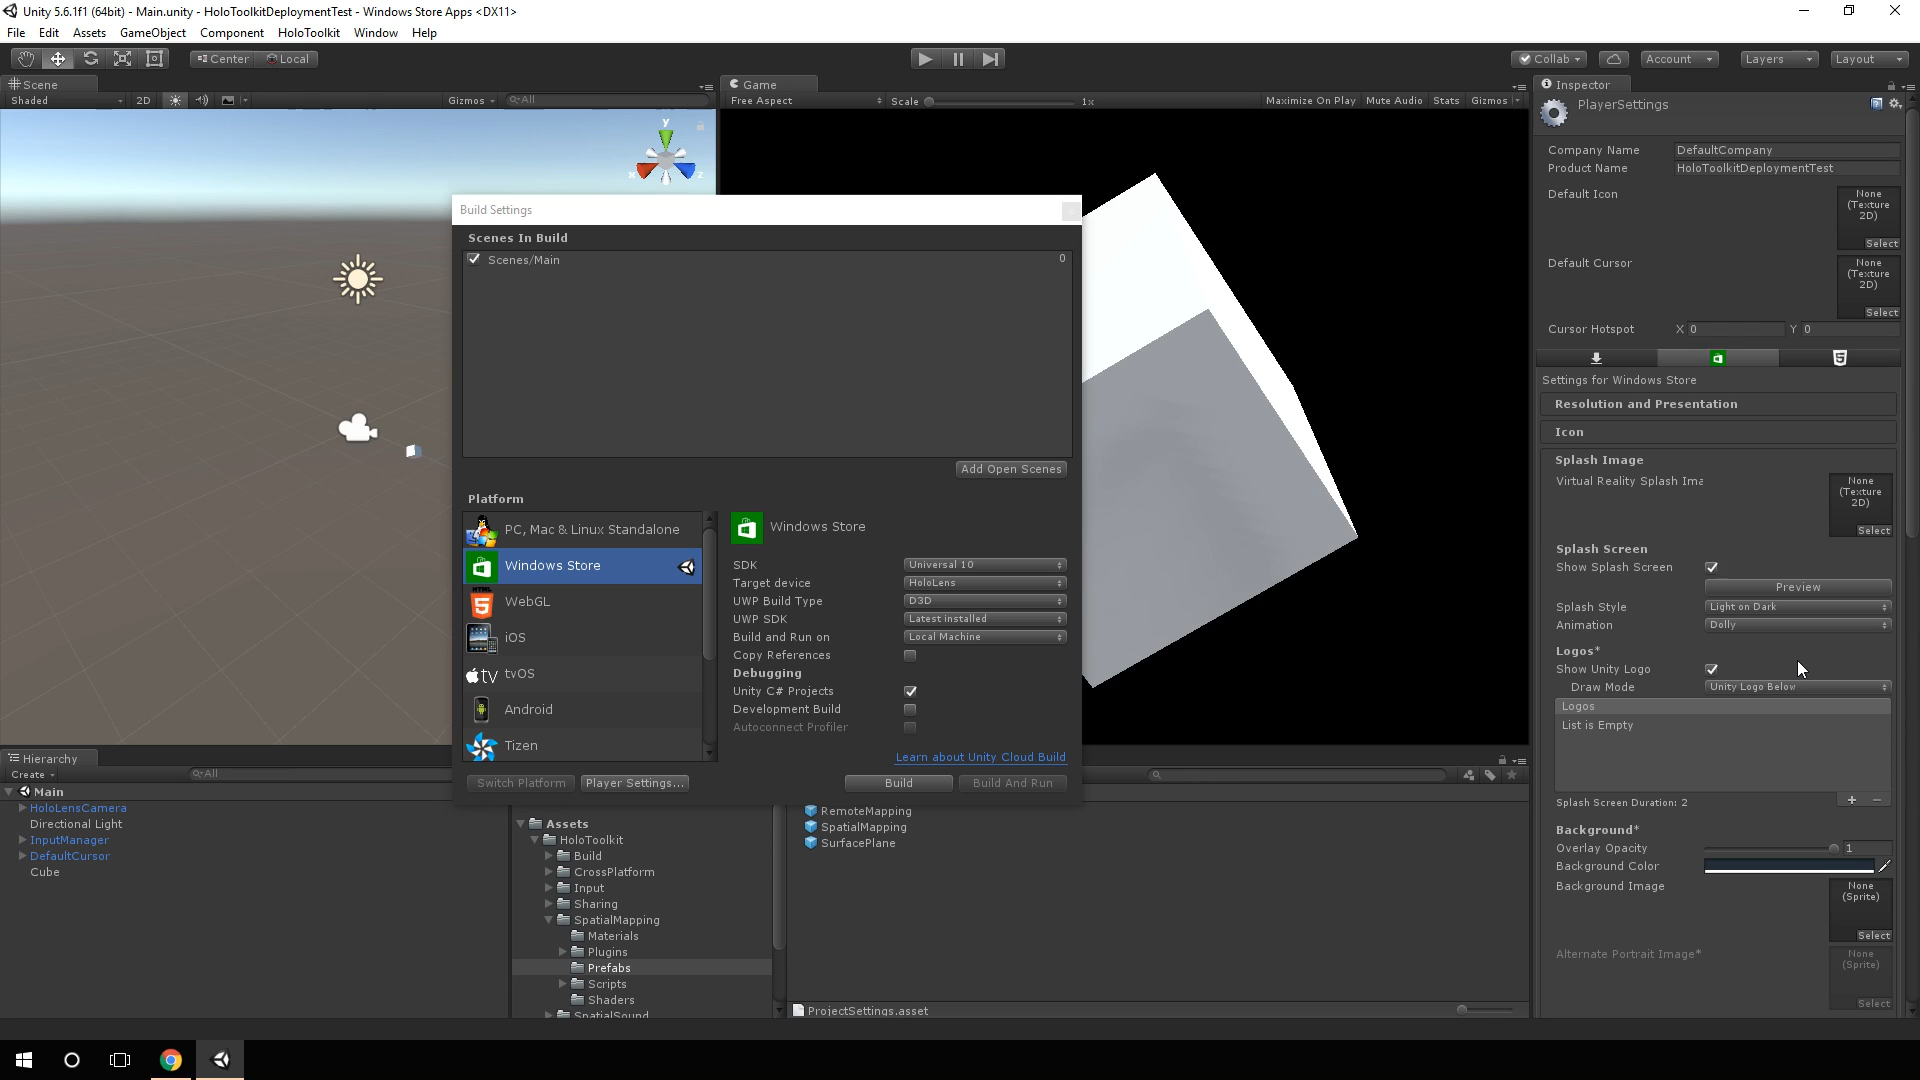 Unity 5.6.1f1 (64bit) - Main.unity - HoloToolkitDeploymentTest - Windows Store Apps <DX11>
File Edit Assets GameObject Component HoloToolkit Window Help
Center Local
Collab Account Layers Layout
Scene
Shaded 2D Gizmos All
y
x z
Game
Free Aspect Scale 1x Maximize On Play Mute Audio Stats Gizmos
Build Settings
Scenes In Build
Scenes/Main 0
Add Open Scenes
Platform
PC, Mac & Linux Standalone
Windows Store
WebGL
iOS
tvOS
Android
Tizen
Windows Store
SDK Universal 10
Target device HoloLens
UWP Build Type D3D
UWP SDK Latest installed
Build and Run on Local Machine
Copy References
Debugging
Unity C# Projects
Development Build
Autoconnect Profiler
Learn about Unity Cloud Build
Switch Platform Player Settings... Build Build And Run
Hierarchy
Create All
Main
HoloLensCamera
Directional Light
InputManager
DefaultCursor
Cube
Assets
HoloToolkit
Build
CrossPlatform
Input
Sharing
SpatialMapping
Materials
Plugins
Prefabs
Scripts
Shaders
SpatialSound
RemoteMapping
SpatialMapping
SurfacePlane
ProjectSettings.asset
Inspector
PlayerSettings
Company Name DefaultCompany
Product Name HoloToolkitDeploymentTest
Default Icon
None
(Texture
2D)
Select
Default Cursor
None
(Texture
2D)
Select
Cursor Hotspot X 0 Y 0
Settings for Windows Store
Resolution and Presentation
Icon
Splash Image
Virtual Reality Splash Ima
None
(Texture
2D)
Select
Splash Screen
Show Splash Screen
Preview
Splash Style Light on Dark
Animation Dolly
Logos*
Show Unity Logo
Draw Mode Unity Logo Below
Logos
List is Empty
Splash Screen Duration: 2
Background*
Overlay Opacity 1
Background Color
Background Image
None
(Sprite)
Select
Alternate Portrait Image*
None
(Sprite)
Select